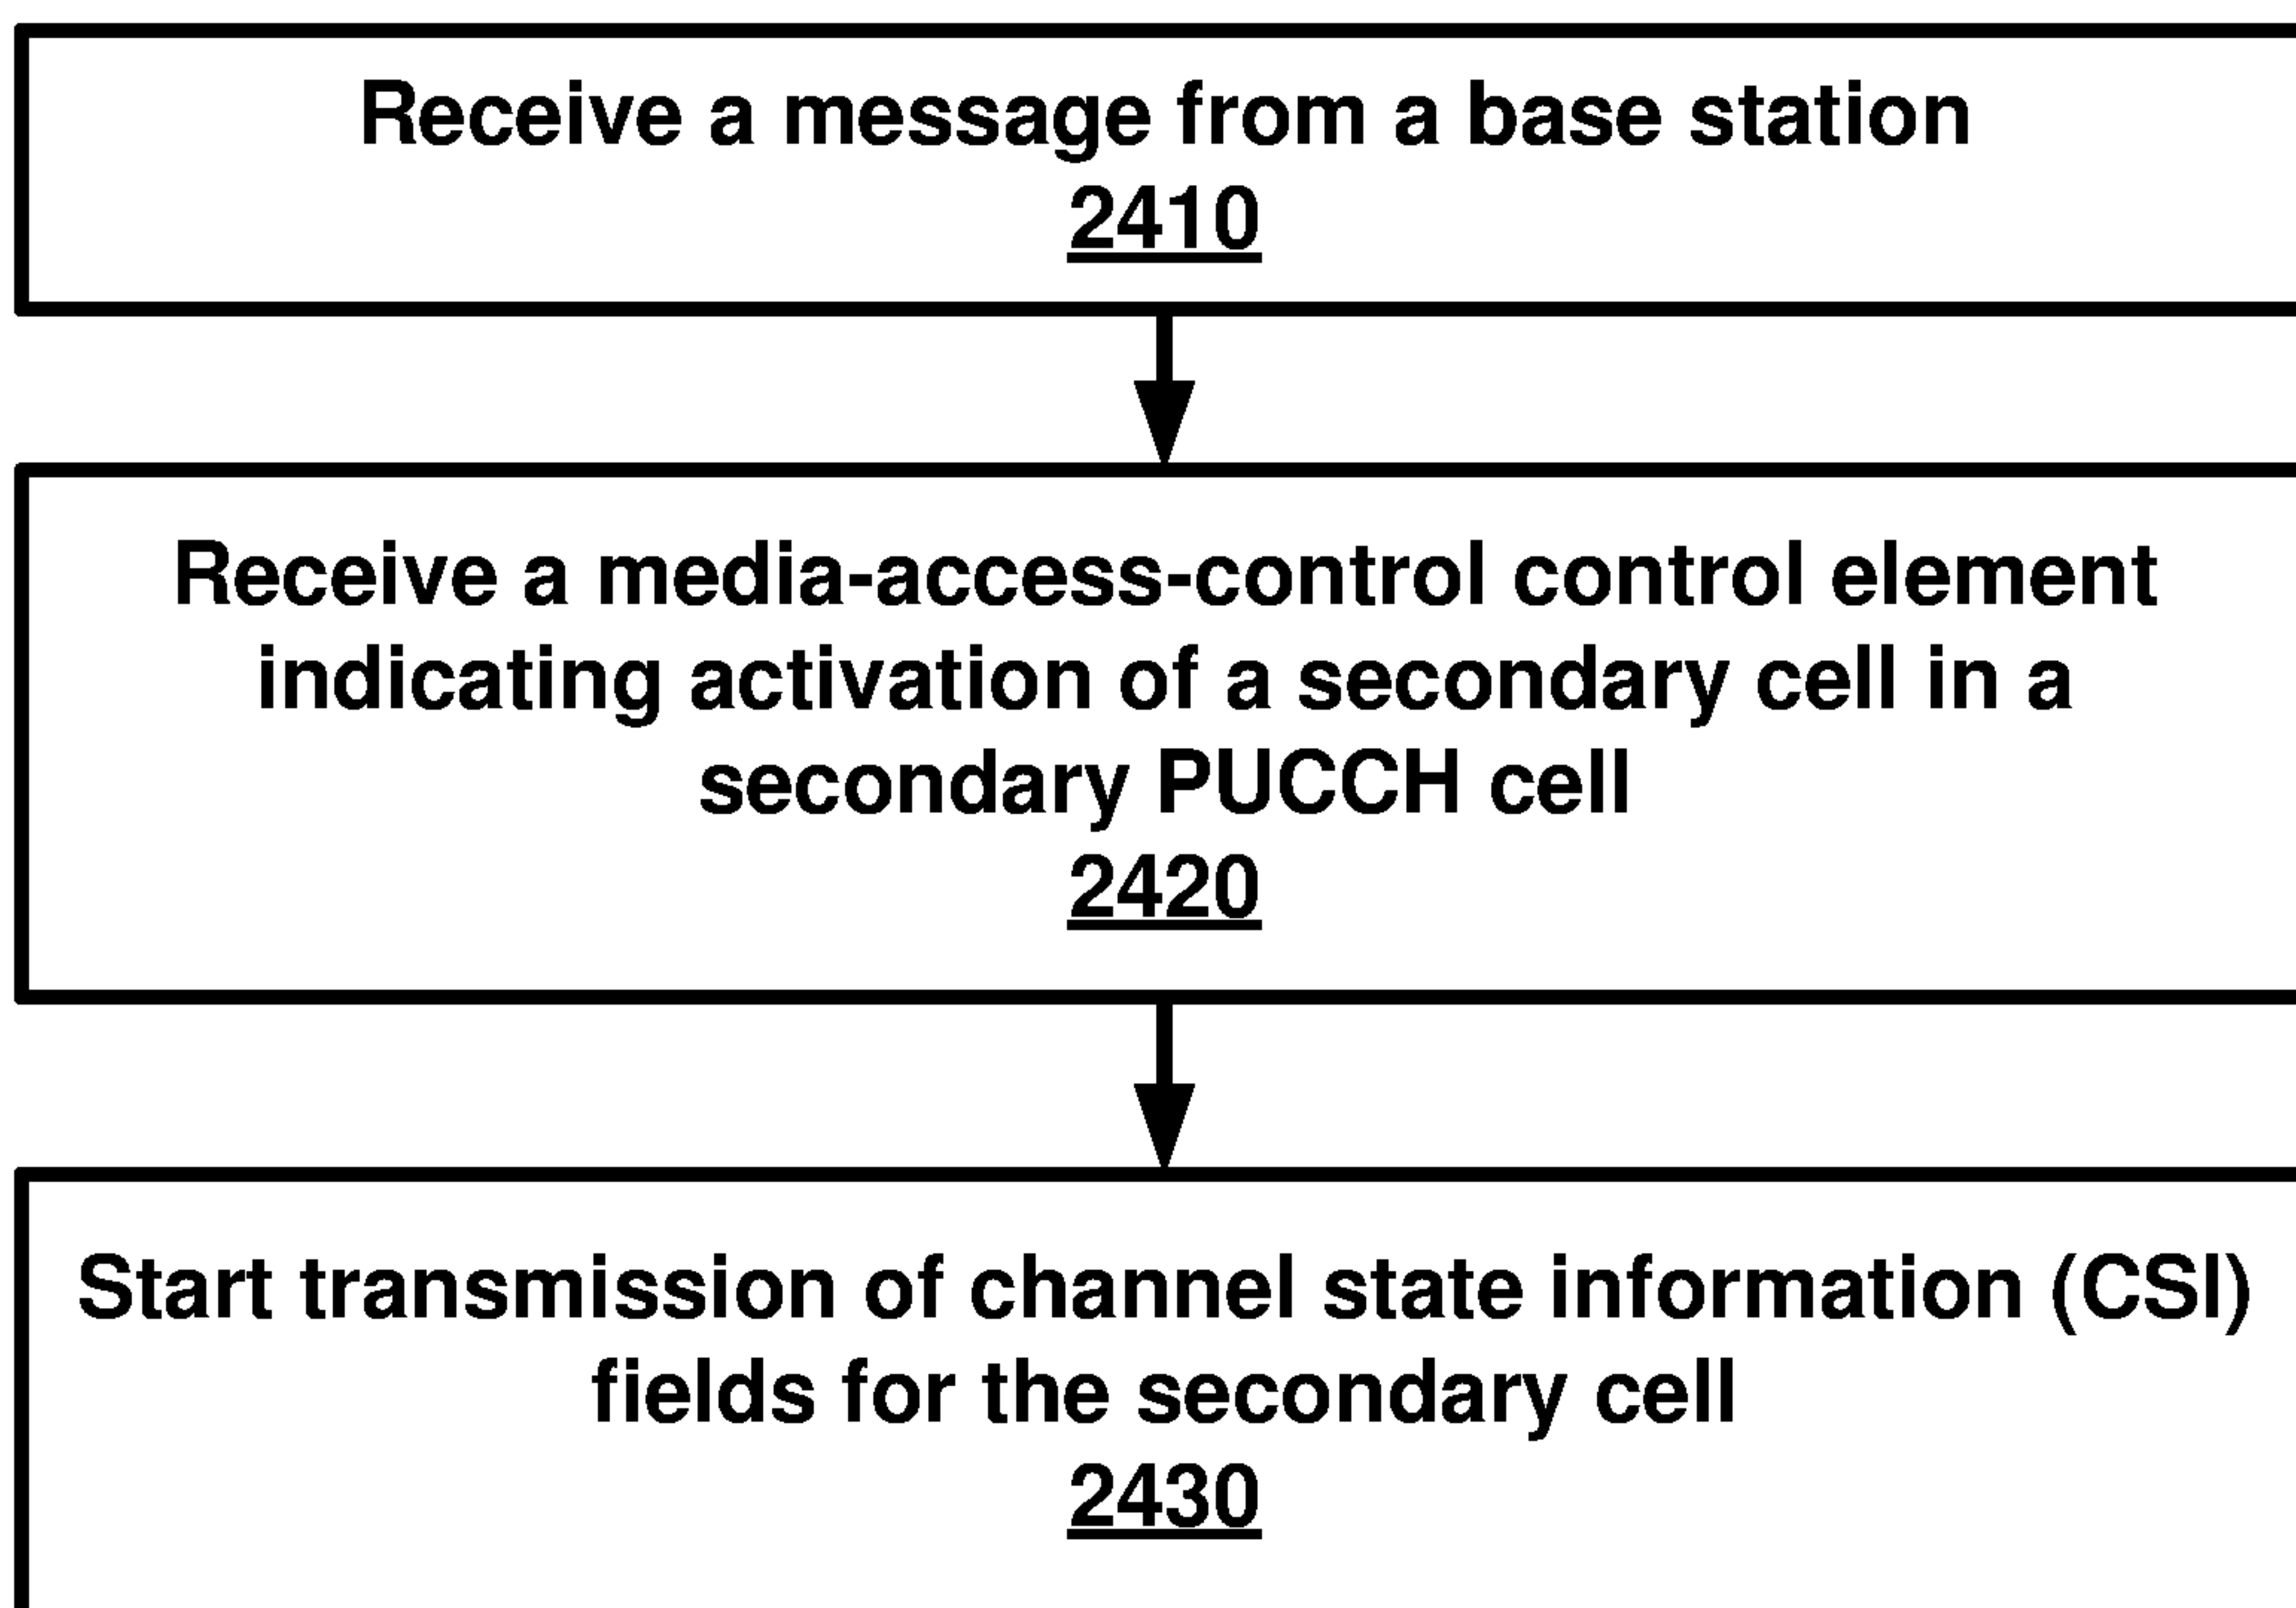 Receive a message from a base station
2410
Receive a media-access-control control element
indicating activation of a secondary cell in a
secondary PUCCH cell
2420
Start transmission of channel state information (CSI)
fields for the secondary cell
2430